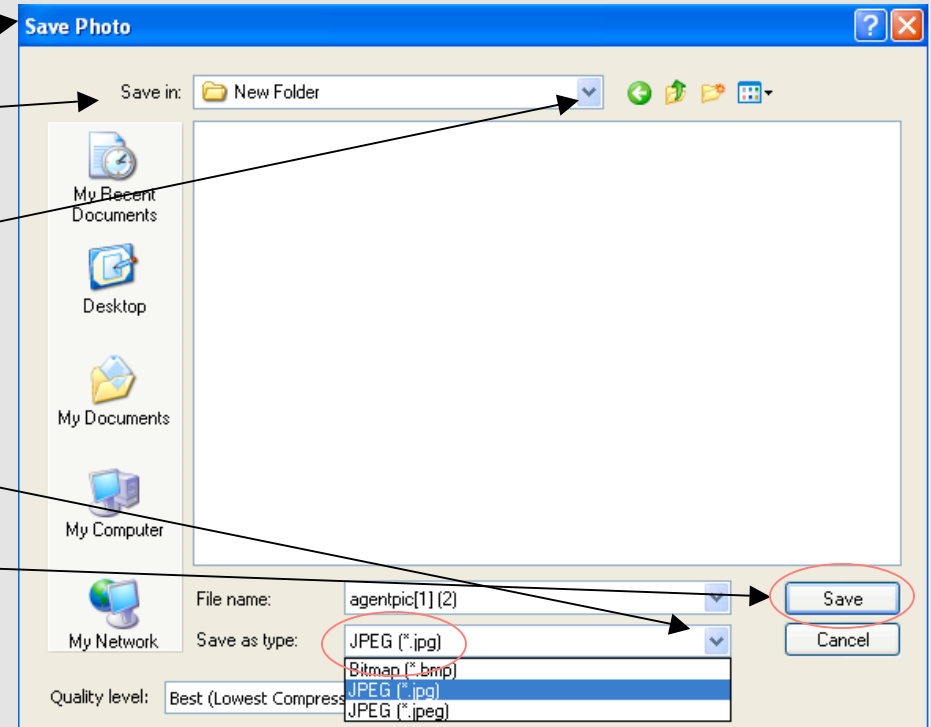 Save Photo
Save in: New Folder
My Recent
Documents
Desktop
My Documents
My Computer
My Network
File name: agentpic[1] (2)
Save as type: JPEG (*.jpg)
Bitmap (*.bmp)
JPEG (*.jpg)
JPEG (*.jpeg)
Quality level: Best (Lowest Compress
Save
Cancel